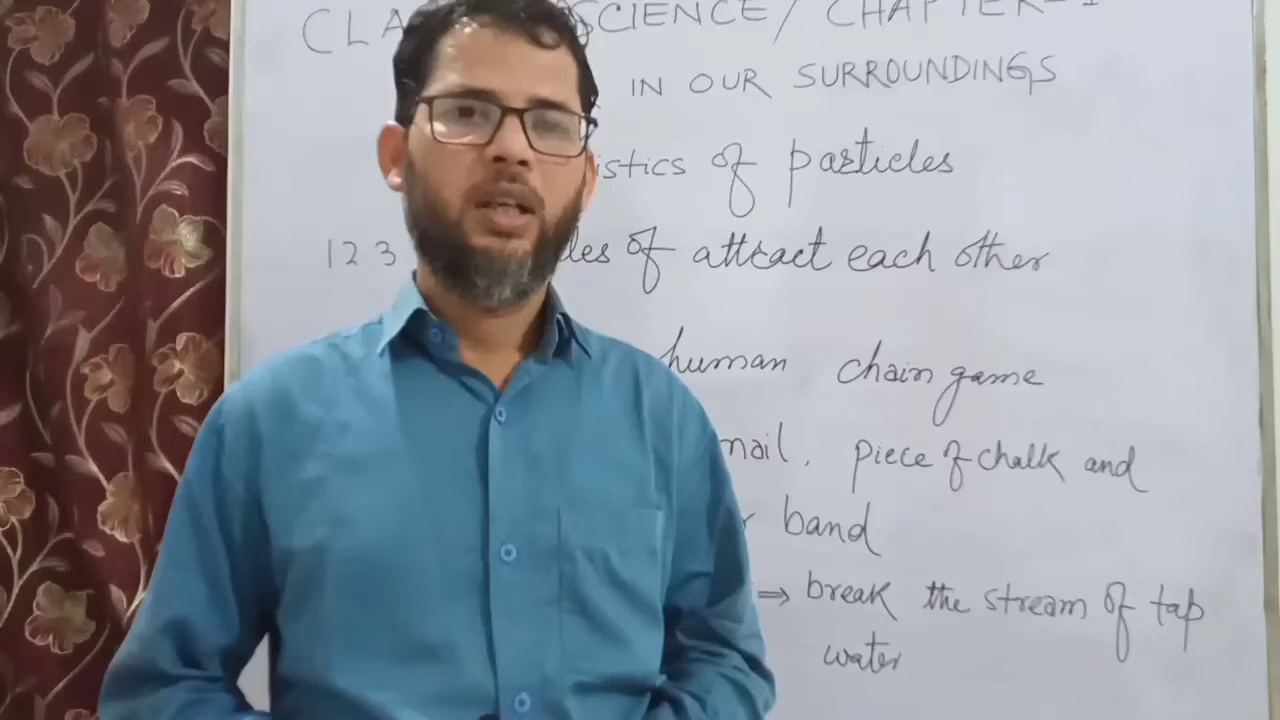 CLA SCIENCE / CHAPTER-1
IN OUR SURROUNDINGS
istics of particles
1 2 3 les of attract each other
human chain game
nail, piece of chalk and
r band
⇒ break the stream of tap
water